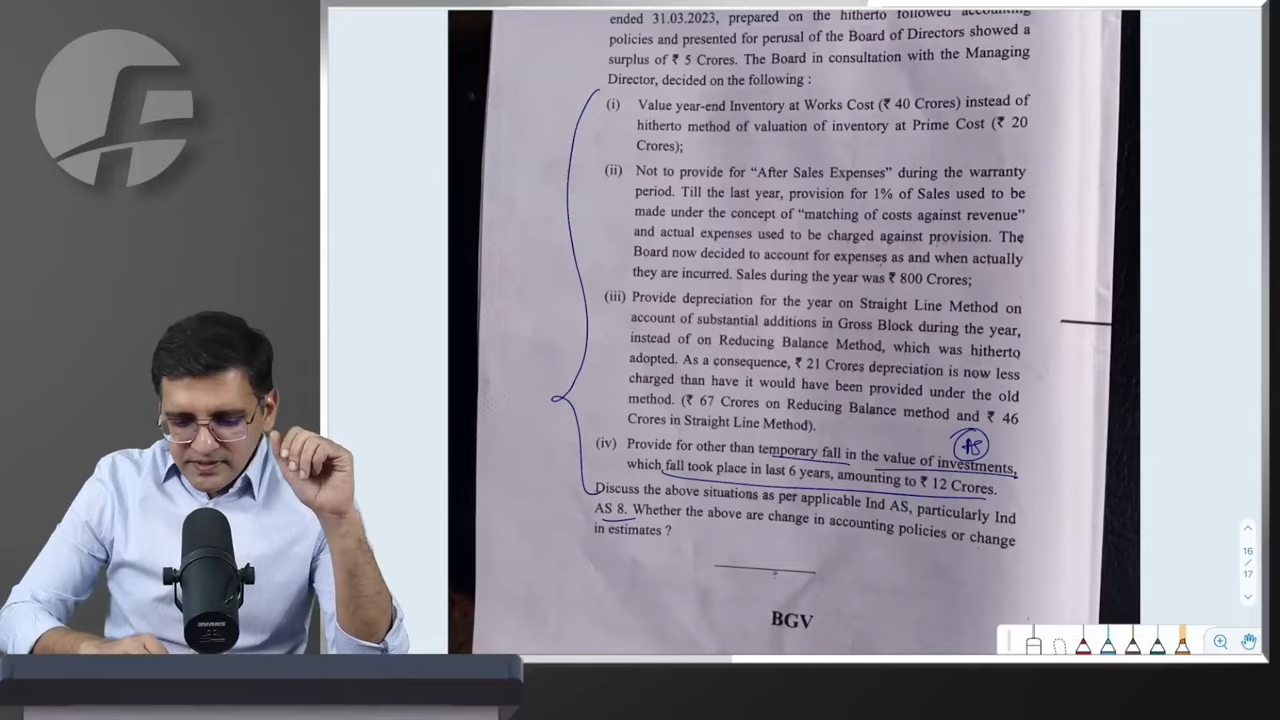 ended 31.03.2023, prepared on the hitherto followed accounting
policies and presented for perusal of the Board of Directors showed a
surplus of ₹ 5 Crores. The Board in consultation with the Managing
Director, decided on the following :
(i) Value year-end Inventory at Works Cost (₹ 40 Crores) instead of
hitherto method of valuation of inventory at Prime Cost (₹ 20
Crores);
(ii) Not to provide for “After Sales Expenses” during the warranty
period. Till the last year, provision for 1% of Sales used to be
made under the concept of “matching of costs against revenue”
and actual expenses used to be charged against provision. The
Board now decided to account for expenses as and when actually
they are incurred. Sales during the year was ₹ 800 Crores;
(iii) Provide depreciation for the year on Straight Line Method on
account of substantial additions in Gross Block during the year,
instead of on Reducing Balance Method, which was hitherto
adopted. As a consequence, ₹ 21 Crores depreciation is now less
charged than have it would have been provided under the old
method. (₹ 67 Crores on Reducing Balance method and ₹ 46
Crores in Straight Line Method).
AS
(iv) Provide for other than temporary fall in the value of investments,
which fall took place in last 6 years, amounting to ₹ 12 Crores.
Discuss the above situations as per applicable Ind AS, particularly Ind
AS 8. Whether the above are change in accounting policies or change
in estimates ?
BGV
16
/
17
SHURE